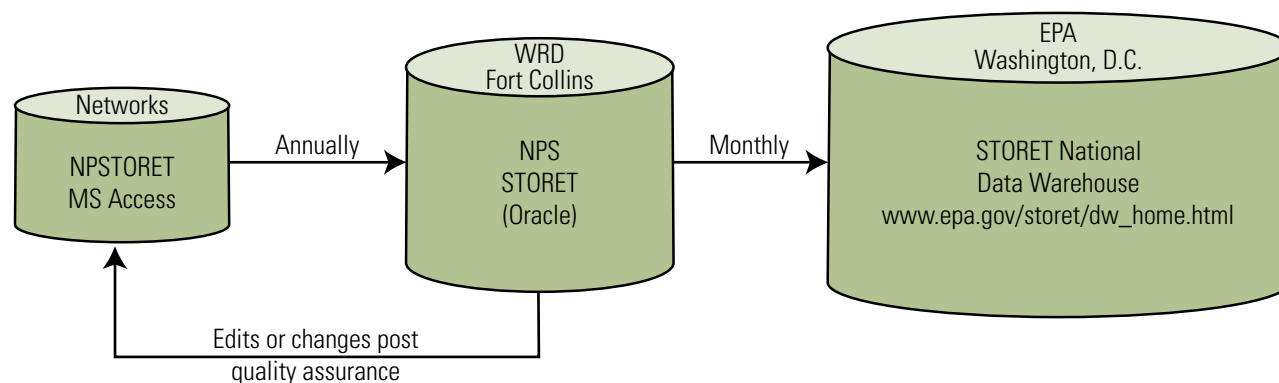 Networks
NPSTORET
MS Access
Annually
WRD
Fort Collins
NPS
STORET
(Oracle)
Monthly
EPA
Washington, D.C.
STORET National
Data Warehouse
www.epa.gov/storet/dw_home.html
Edits or changes post
quality assurance